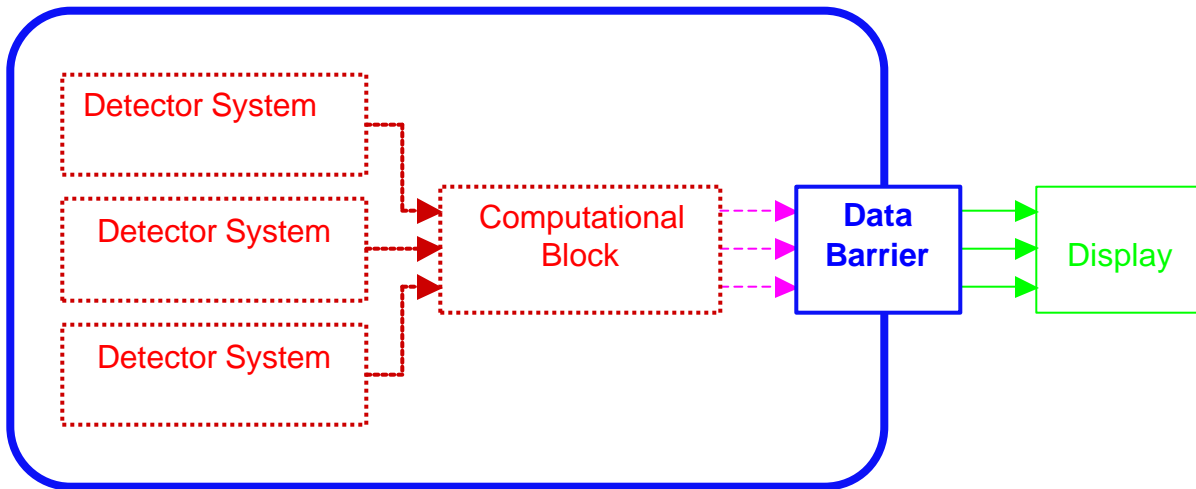 Detector System
Detector System
Detector System
Computational
Block
Data
Barrier
Display